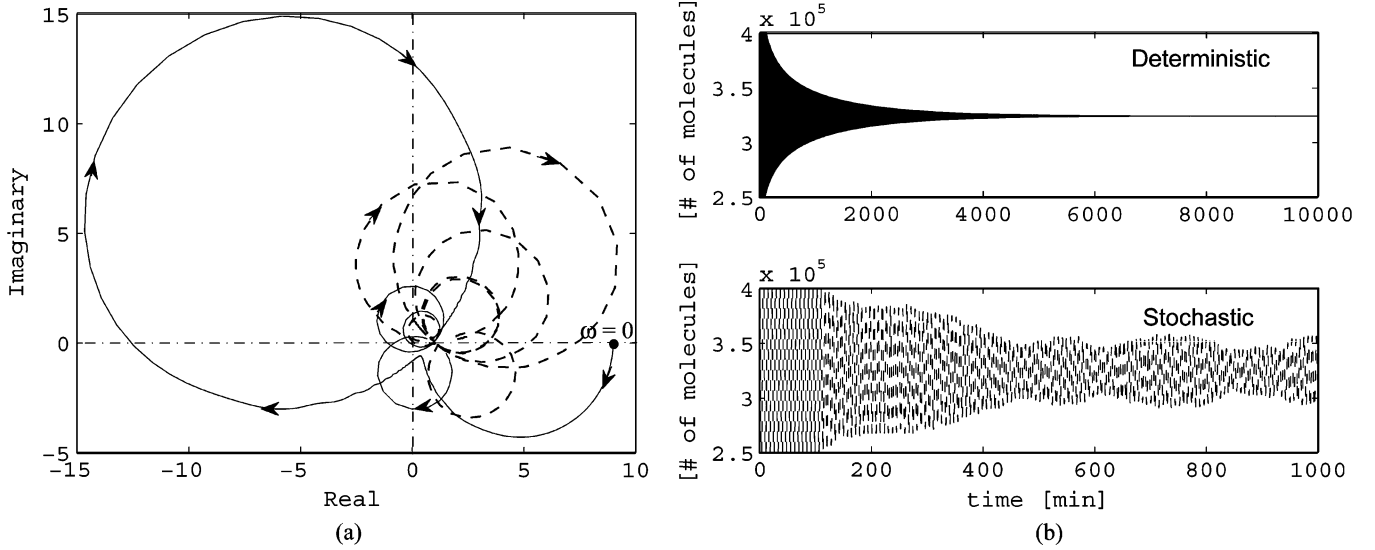 15
10
5
0
−5
−15
−10
−5
0
5
10
Imaginary
Real
ω = 0
(a)
x 10^5
4
3.5
3
2.5
[# of molecules]
Deterministic
0
2000
4000
6000
8000
10000
x 10^5
4
3.5
3
2.5
[# of molecules]
Stochastic
0
200
400
600
800
1000
time [min]
(b)